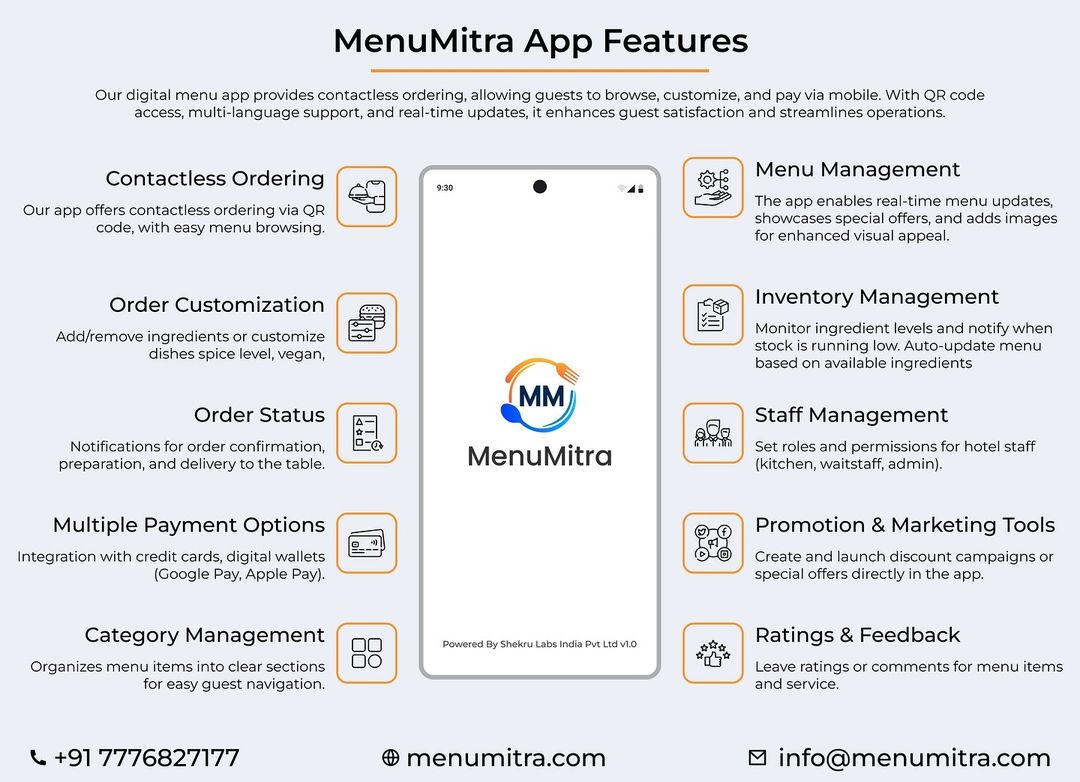 MenuMitra App Features
Our digital menu app provides contactless ordering, allowing guests to browse, customize, and pay via mobile. With QR code
access, multi-language support, and real-time updates, it enhances guest satisfaction and streamlines operations.
Contactless Ordering
Our app offers contactless ordering via QR
code, with easy menu browsing.
Order Customization
Add/remove ingredients or customize
dishes spice level, vegan,
Order Status
Notifications for order confirmation,
preparation, and delivery to the table.
Multiple Payment Options
Integration with credit cards, digital wallets
(Google Pay, Apple Pay).
Category Management
Organizes menu items into clear sections
for easy guest navigation.
9:30
MM
MenuMitra
Powered By Shekru Labs India Pvt Ltd v1.0
Menu Management
The app enables real-time menu updates,
showcases special offers, and adds images
for enhanced visual appeal.
Inventory Management
Monitor ingredient levels and notify when
stock is running low. Auto-update menu
based on available ingredients
Staff Management
Set roles and permissions for hotel staff
(kitchen, waitstaff, admin).
Promotion & Marketing Tools
Create and launch discount campaigns or
special offers directly in the app.
Ratings & Feedback
Leave ratings or comments for menu items
and service.
+91 7776827177
menumitra.com
info@menumitra.com